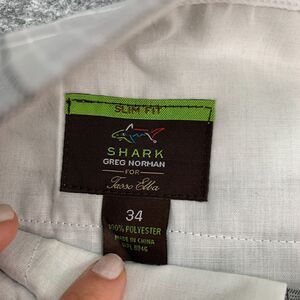 SLIM FIT
SHARK
GREG NORMAN
FOR
Tasso Elba
34
100% POLYESTER
MADE IN CHINA